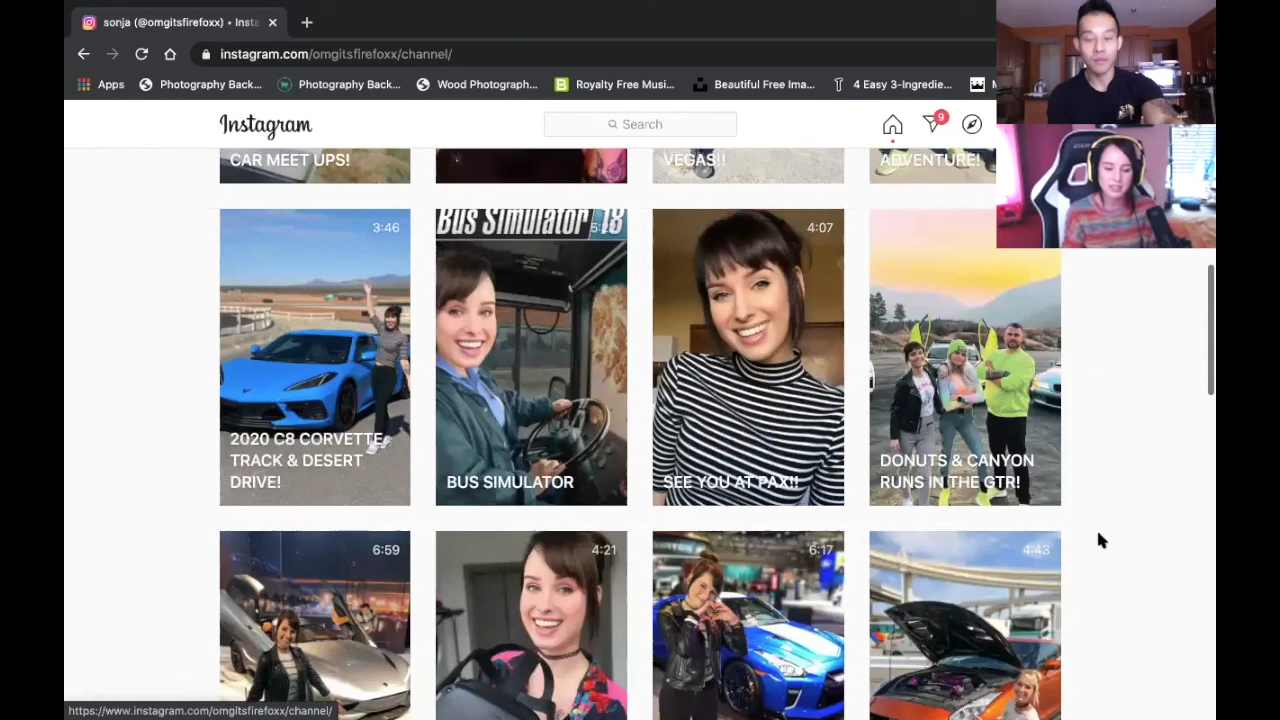 sonja (@omgitsfirefoxx) • Insta
instagram.com/omgitsfirefoxx/channel/
Apps
Photography Back...
Photography Back...
Word Photograph...
Royalty Free Musi...
Beautiful Free Ima...
4 Easy 3-Ingredie...
Instagram
Search
9
CAR MEET UPS!
VEGAS!!
ADVENTURE!
3:46
2020 C8 CORVETTE
TRACK & DESERT
DRIVE!
Bus Simulator 18
BUS SIMULATOR
4:07
SEE YOU AT PAX!!
DONUTS & CANYON
RUNS IN THE GTR!
6:59
4:21
6:17
4:43
https://www.instagram.com/omgitsfirefoxx/channel/